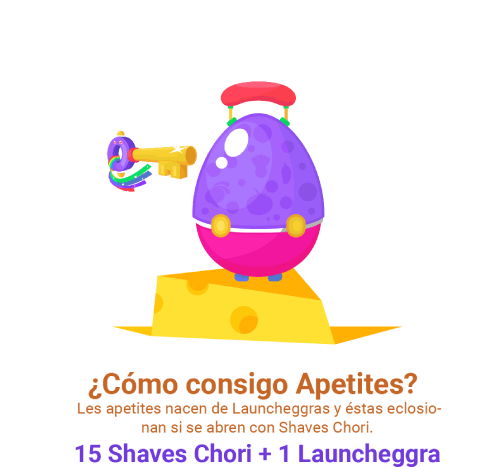 ¿Cómo consigo Apetites?
Les apetites nacen de Launcheggras y éstas eclosio-
nan si se abren con Shaves Chori.
15 Shaves Chori + 1 Launcheggra